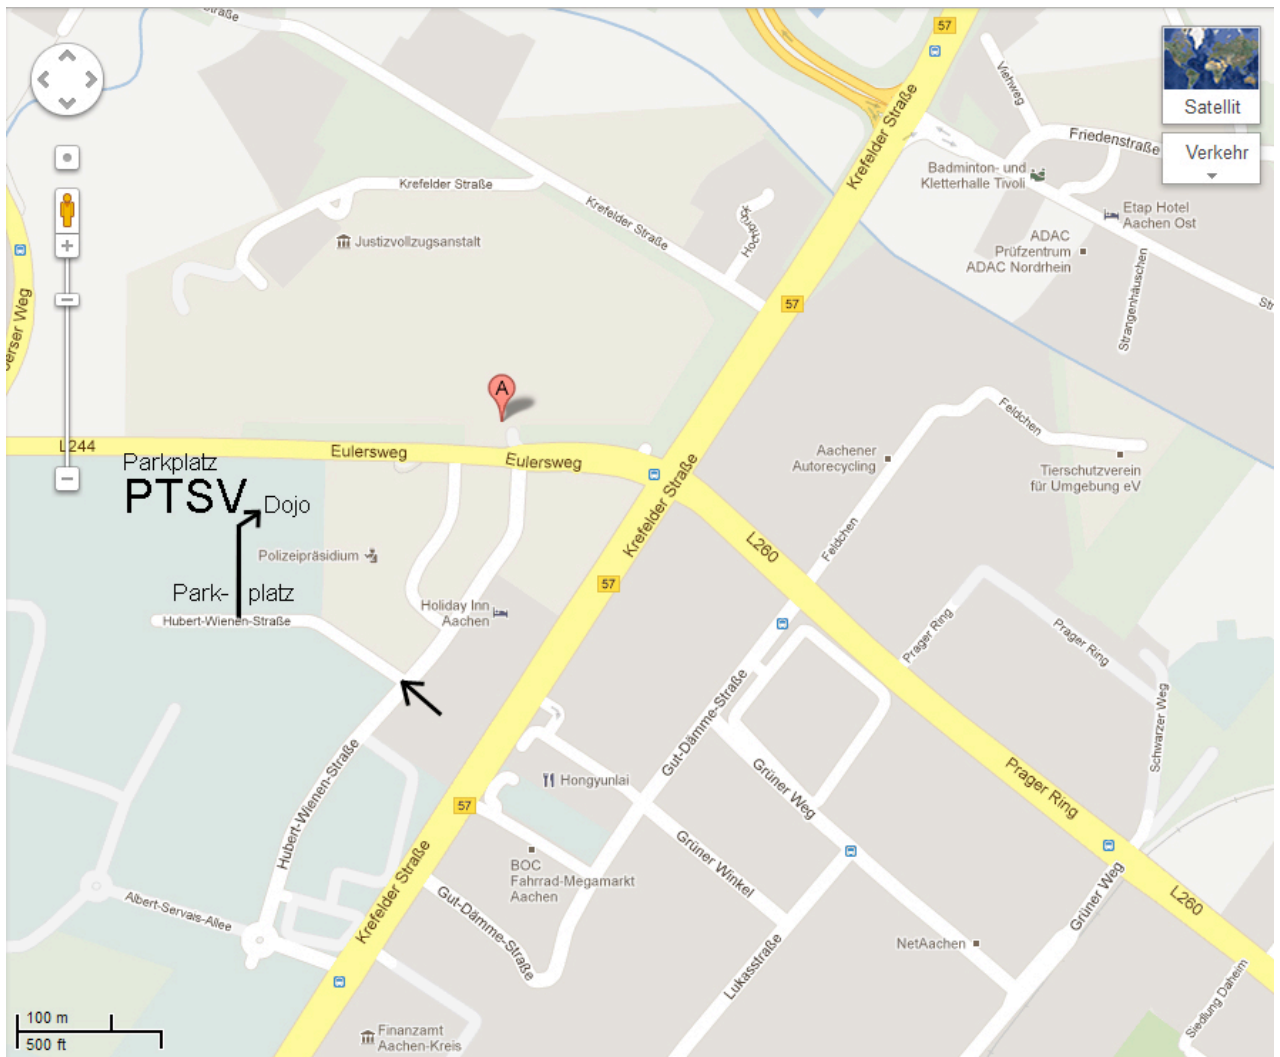 57
Straße
Viehweg
Satellit
Verkehr
Friedenstraße
Krefelder Straße
Krefelder Straße
Krefelder Straße
Hochbrück
Badminton- und
Kletterhalle Tivoli
Etap Hotel
Aachen Ost
ADAC
Prüfzentrum
ADAC Nordrhein
Justizvollzugsanstalt
Strangenhäuschen
Str
57
erser Weg
A
Feldchen
L244
Eulersweg
Eulersweg
Aachener
Autorecycling
Tierschutzverein
für Umgebung eV
Parkplatz
PTSV
Dojo
Krefelder Straße
Feldchen
L260
Polizeipräsidium
57
Park- platz
Holiday Inn
Aachen
Hubert-Wienen-Straße
Prager Ring
Prager Ring
Schwarzer Weg
Gut-Dämme-Straße
Hubert-Wienen-Straße
Hongyunlai
Grüner Weg
Prager Ring
57
BOC
Fahrrad-Megamarkt
Aachen
Grüner Winkel
Krefelder Straße
Gut-Dämme-Straße
Albert-Servais-Allee
Grüner Weg
L260
NetAachen
Lukasstraße
Siedlung Daheim
Finanzamt
Aachen-Kreis
100 m
500 ft